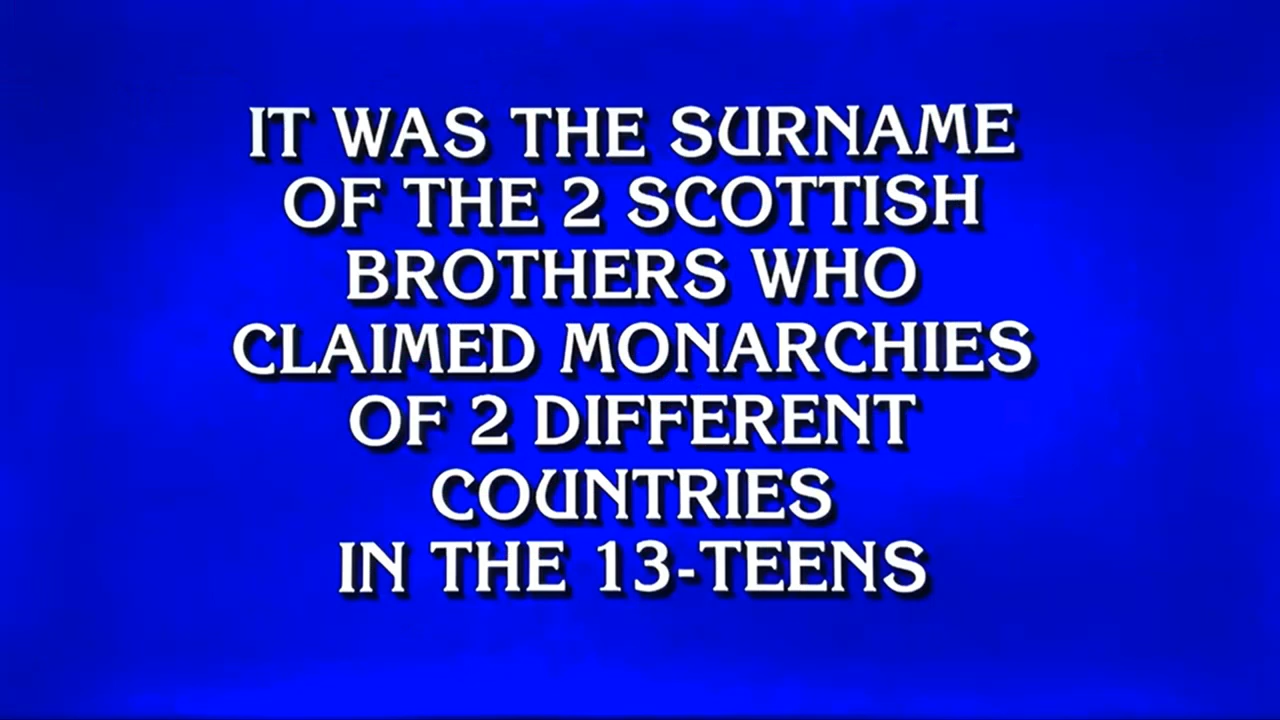 IT WAS THE SURNAME
OF THE 2 SCOTTISH
BROTHERS WHO
CLAIMED MONARCHIES
OF 2 DIFFERENT
COUNTRIES
IN THE 13-TEENS